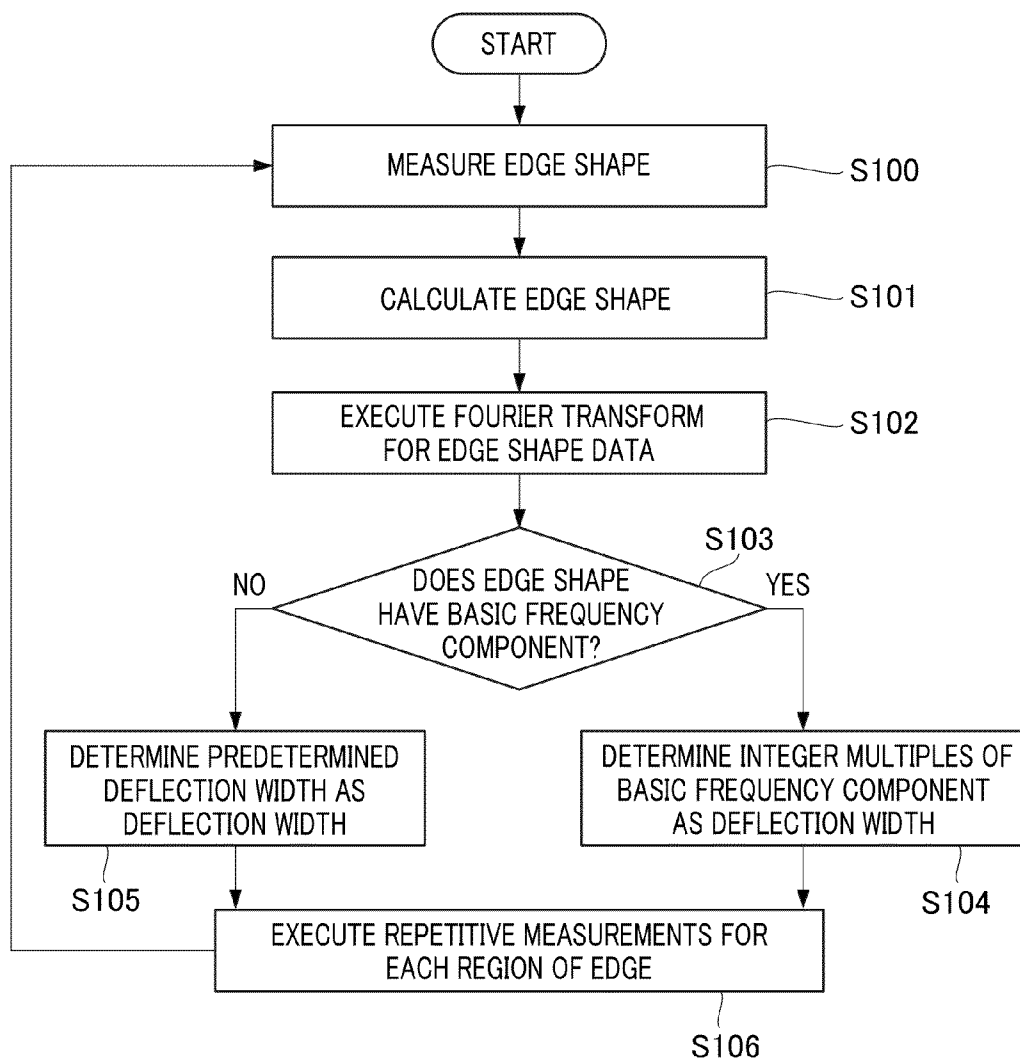 START
MEASURE EDGE SHAPE
S100
CALCULATE EDGE SHAPE
S101
EXECUTE FOURIER TRANSFORM
FOR EDGE SHAPE DATA
S102
S103
NO
DOES EDGE SHAPE
HAVE BASIC FREQUENCY
COMPONENT?
YES
DETERMINE PREDETERMINED
DEFLECTION WIDTH AS
DEFLECTION WIDTH
S105
DETERMINE INTEGER MULTIPLES OF
BASIC FREQUENCY COMPONENT
AS DEFLECTION WIDTH
S104
EXECUTE REPETITIVE MEASUREMENTS FOR
EACH REGION OF EDGE
S106